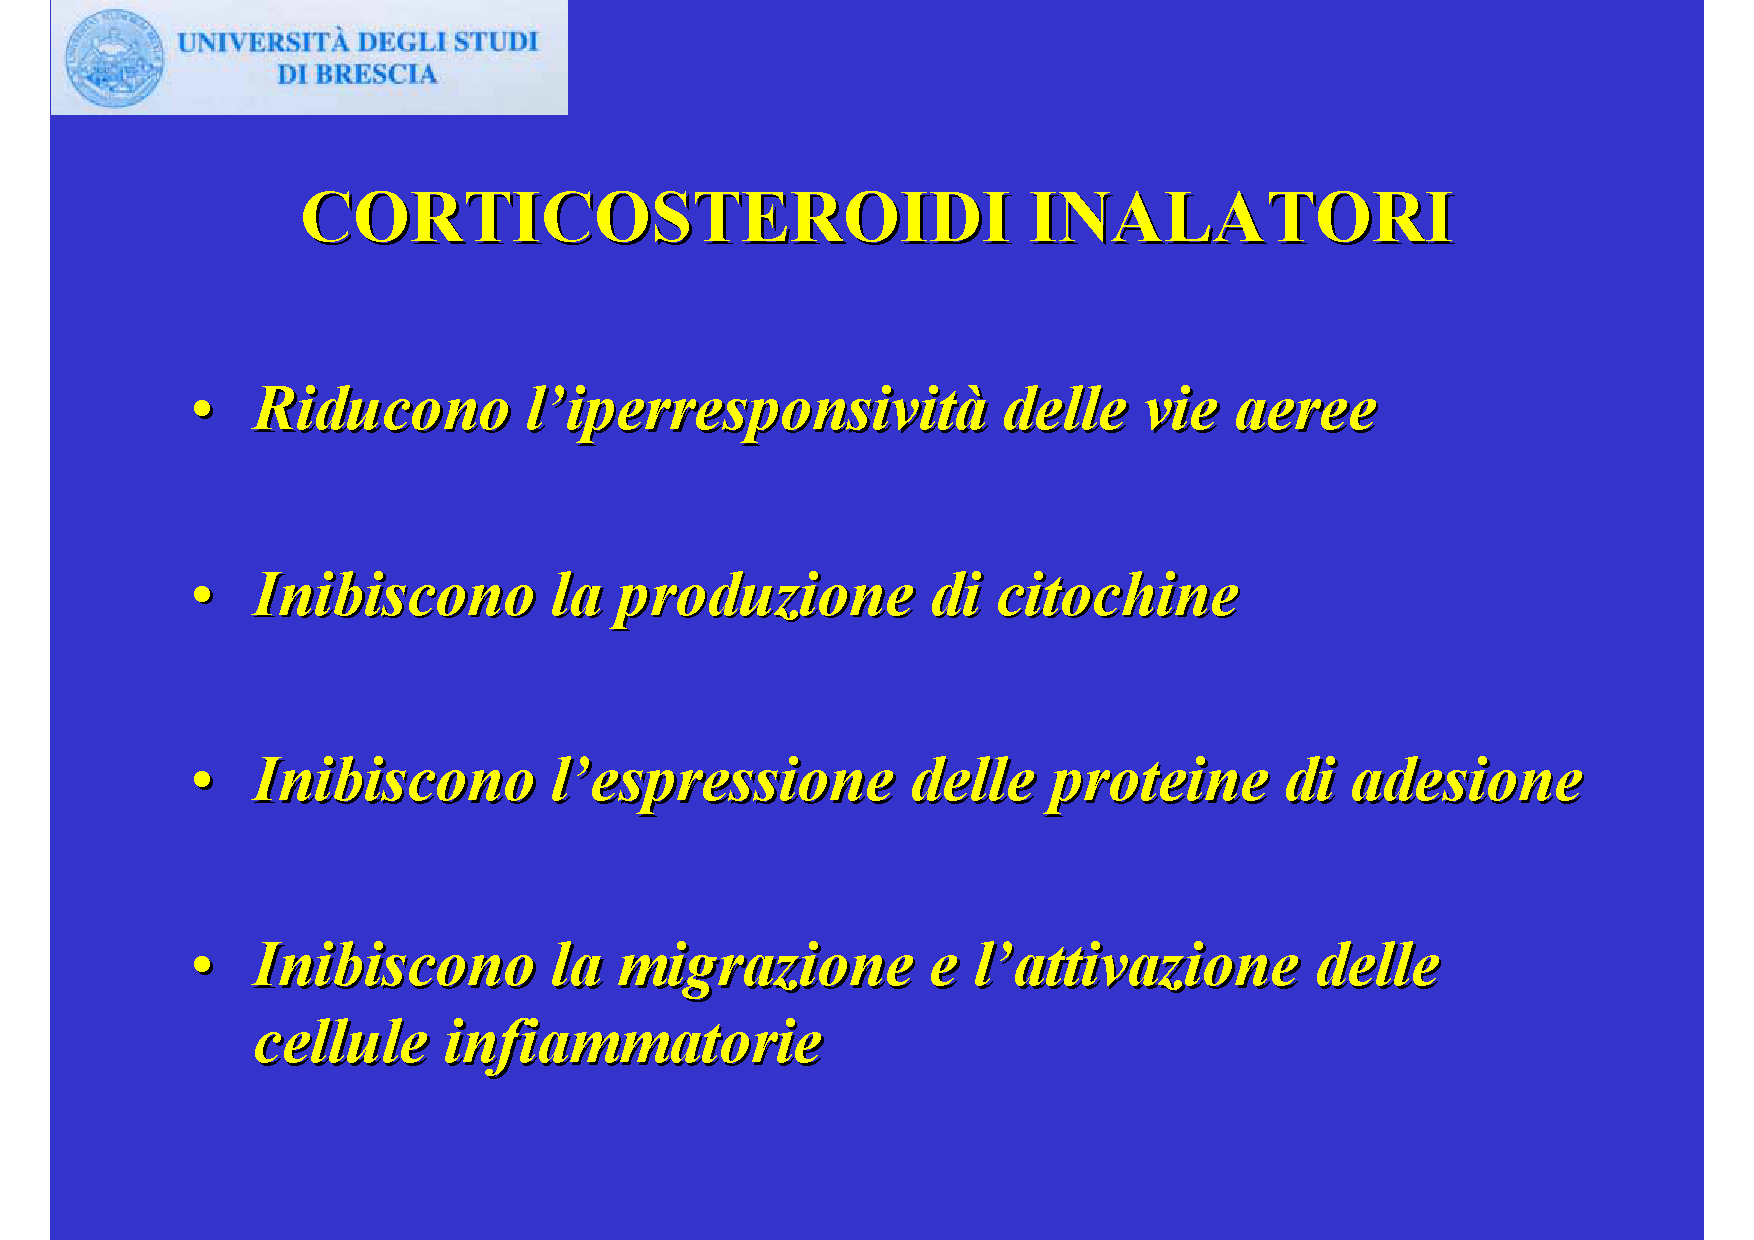 UNIVERSITÀ DEGLI STUDI
DI BRESCIA
CORTICOSTEROIDI INALATORI
• Riducono l’iperresponsività delle vie aeree
• Inibiscono la produzione di citochine
• Inibiscono l’espressione delle proteine di adesione
• Inibiscono la migrazione e l’attivazione delle
cellule infiammatorie